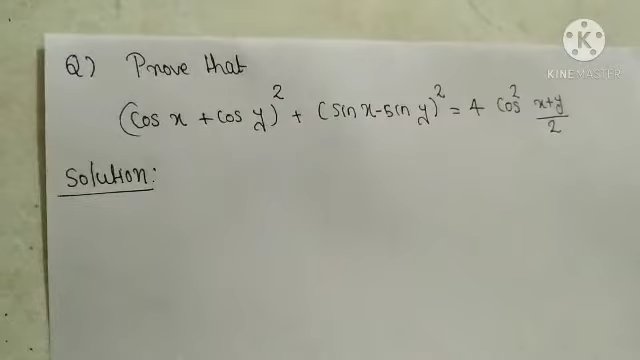 KINEMASTER
Q) Prove that
(cos x + cos y)² + (sin x - sin y)² = 4 cos² x+y/2
Solution: